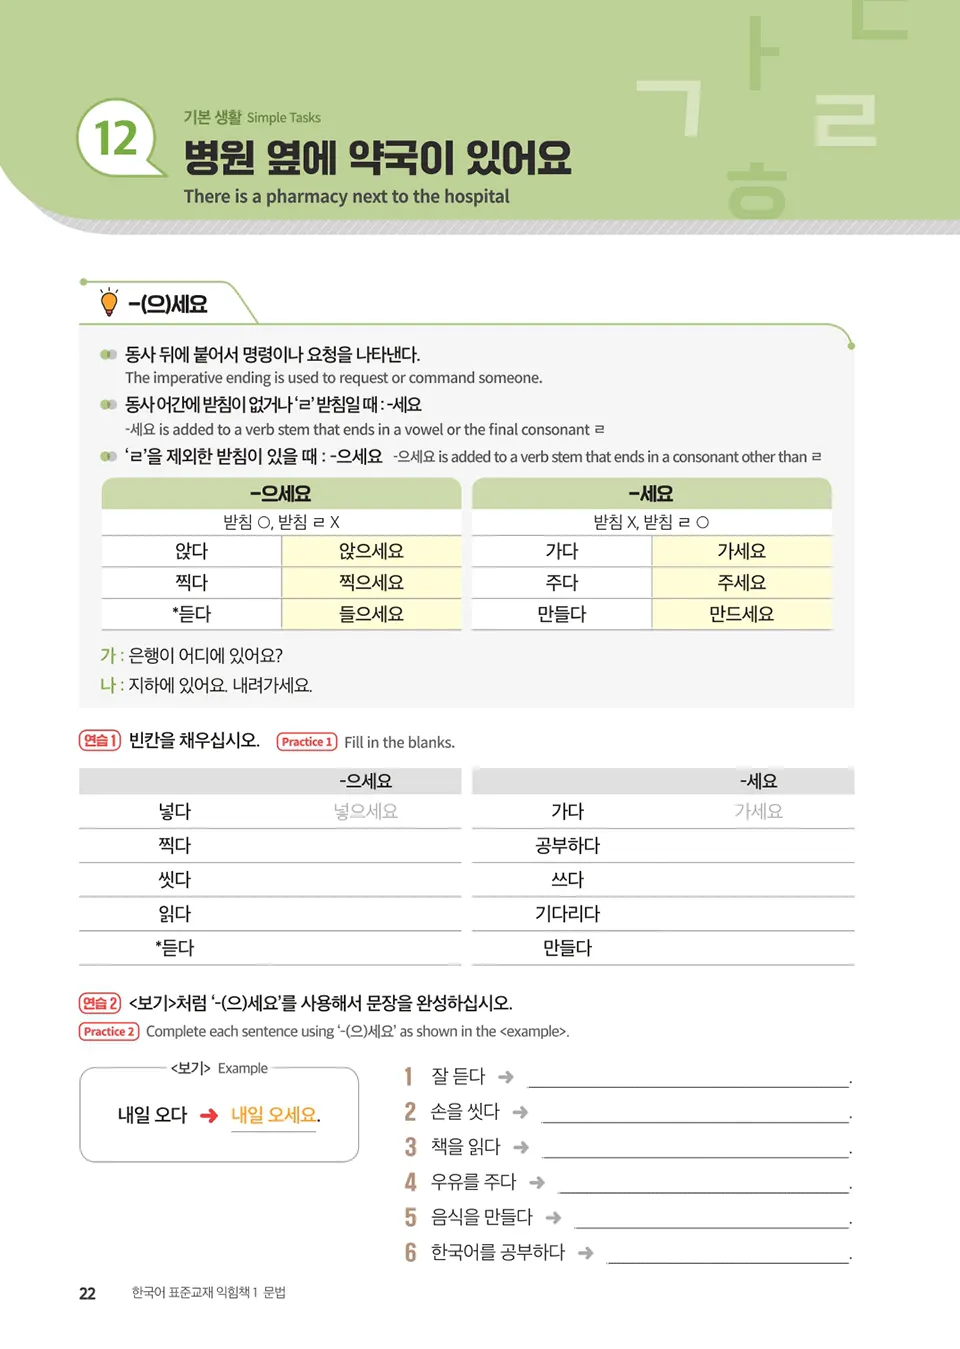 12
기본 생활 Simple Tasks
병원 옆에 약국이 있어요
There is a pharmacy next to the hospital
ㄱ ㅏ ㄷ ㄹ ㅎ
-(으)세요
동사 뒤에 붙어서 명령이나 요청을 나타낸다.
The imperative ending is used to request or command someone.
동사 어간에 받침이 없거나 ‘ㄹ’ 받침일 때 : -세요
-세요 is added to a verb stem that ends in a vowel or the final consonant ㄹ
‘ㄹ’을 제외한 받침이 있을 때 : -으세요 -으세요 is added to a verb stem that ends in a consonant other than ㄹ
-으세요 -세요
받침 O, 받침 ㄹ X 받침 X, 받침 ㄹ O
앉다 앉으세요 가다 가세요
찍다 찍으세요 주다 주세요
*듣다 들으세요 만들다 만드세요
가 : 은행이 어디에 있어요?
나 : 지하에 있어요. 내려가세요.
연습 1 빈칸을 채우십시오. Practice 1 Fill in the blanks.
-으세요 -세요
넣다 넣으세요 가다 가세요
찍다 공부하다
씻다 쓰다
읽다 기다리다
*듣다 만들다
연습 2 <보기>처럼 ‘-(으)세요’를 사용해서 문장을 완성하십시오.
Practice 2 Complete each sentence using ‘-(으)세요’ as shown in the <example>.
<보기> Example
내일 오다 ➔ 내일 오세요.
1 잘 듣다 ➔ .
2 손을 씻다 ➔ .
3 책을 읽다 ➔ .
4 우유를 주다 ➔ .
5 음식을 만들다 ➔ .
6 한국어를 공부하다 ➔ .
22 한국어 표준교재 익힘책 1 문법